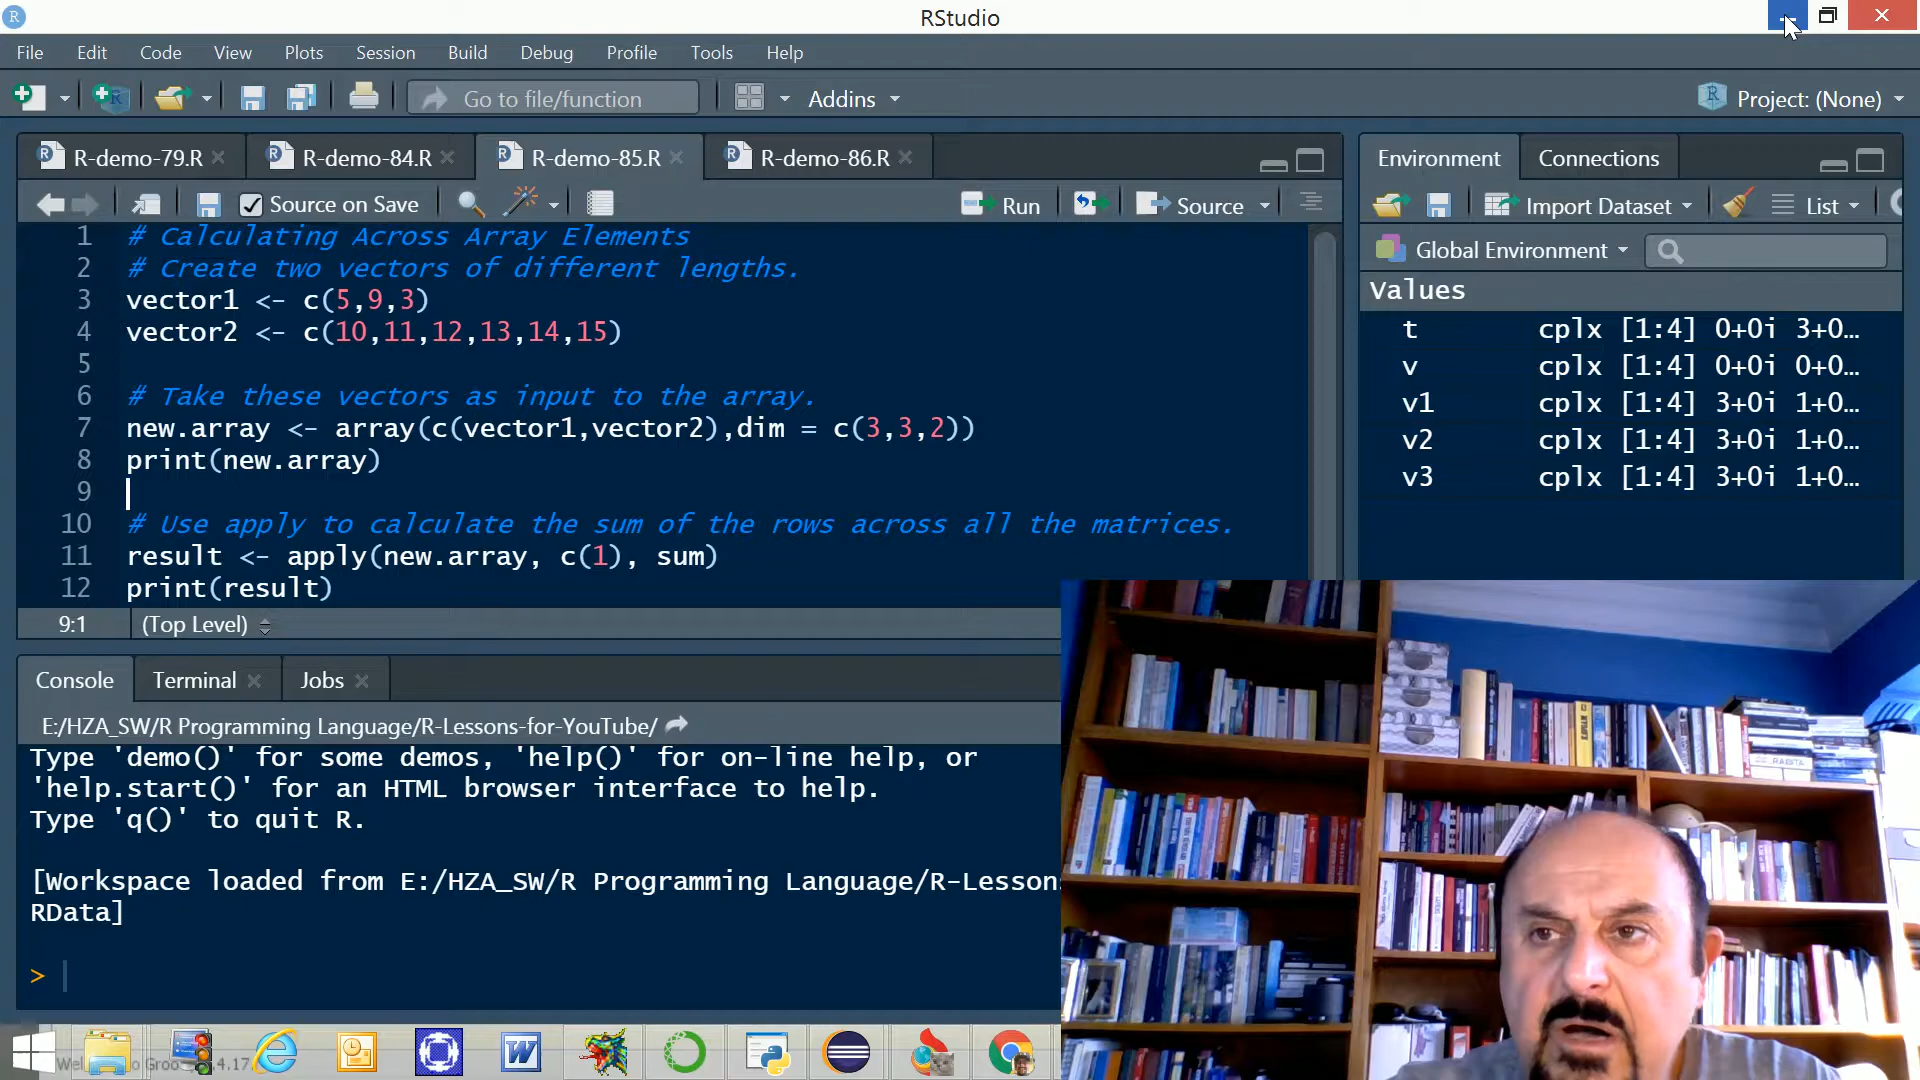 RStudio
File Edit Code View Plots Session Build Debug Profile Tools Help
Go to file/function
Addins
Project: (None)
R-demo-79.R
R-demo-84.R
R-demo-85.R
R-demo-86.R
Source on Save
Run
Source
1 # Calculating Across Array Elements
2 # Create two vectors of different lengths.
3 vector1 <- c(5,9,3)
4 vector2 <- c(10,11,12,13,14,15)
5
6 # Take these vectors as input to the array.
7 new.array <- array(c(vector1,vector2),dim = c(3,3,2))
8 print(new.array)
9
10 # Use apply to calculate the sum of the rows across all the matrices.
11 result <- apply(new.array, c(1), sum)
12 print(result)
9:1 (Top Level)
Environment Connections
Import Dataset
List
Global Environment
Values
t cplx [1:4] 0+0i 3+0…
v cplx [1:4] 0+0i 0+0…
v1 cplx [1:4] 3+0i 1+0…
v2 cplx [1:4] 3+0i 1+0…
v3 cplx [1:4] 3+0i 1+0…
Console Terminal Jobs
E:/HZA_SW/R Programming Language/R-Lessons-for-YouTube/
Type 'demo()' for some demos, 'help()' for on-line help, or
'help.start()' for an HTML browser interface to help.
Type 'q()' to quit R.
[Workspace loaded from E:/HZA_SW/R Programming Language/R-Lesson
RData]
>